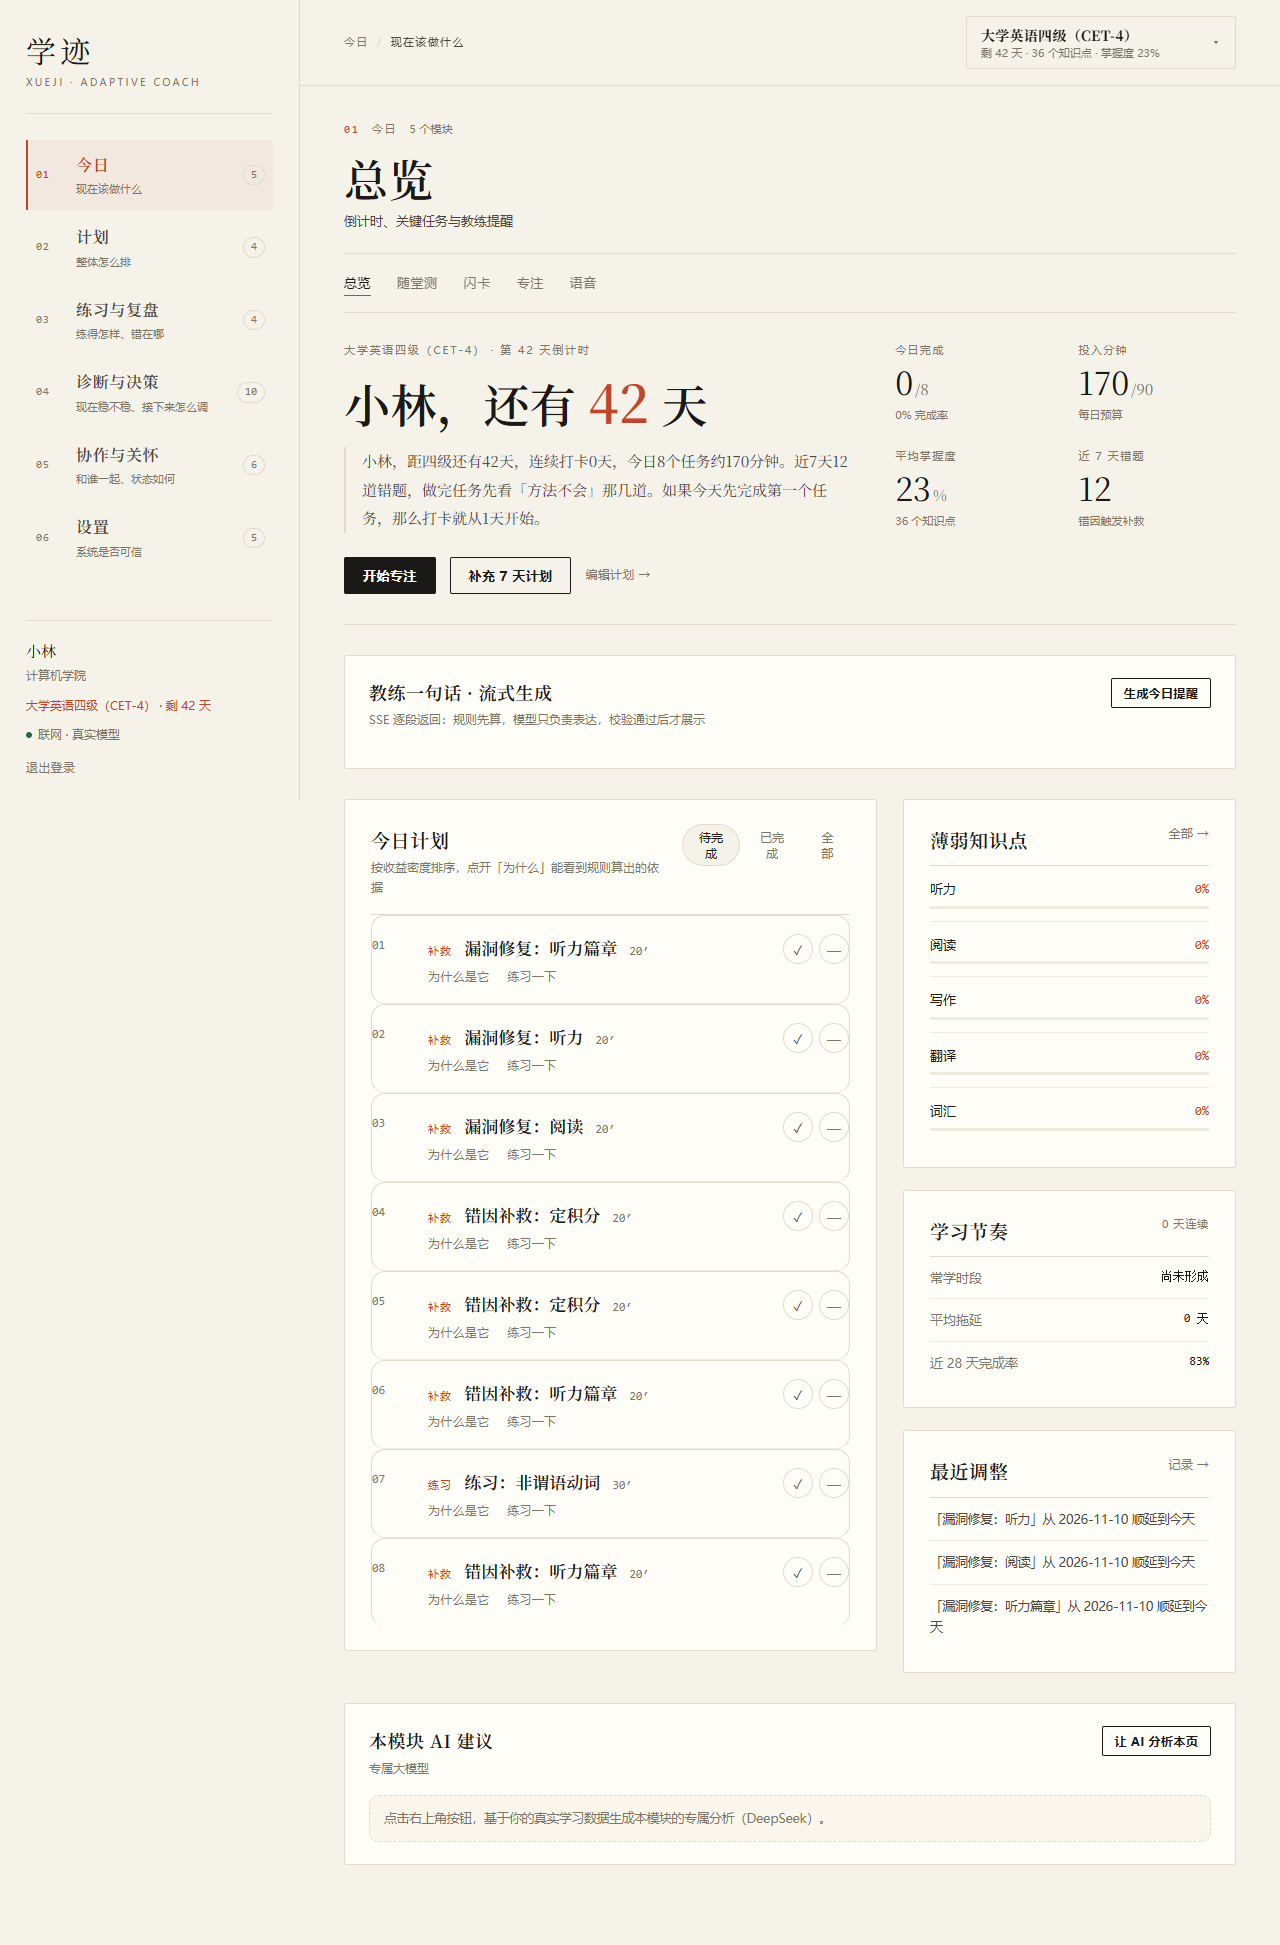 学迹
XUEJI · ADAPTIVE COACH
01 今日 5
现在该做什么
02 计划 4
整体怎么排
03 练习与复盘 4
练得怎样、错在哪
04 诊断与决策 10
现在稳不稳、接下来怎么调
05 协作与关怀 6
和谁一起、状态如何
06 设置 5
系统是否可信
小林
计算机学院
大学英语四级（CET-4） · 剩 42 天
联网 · 真实模型
退出登录
今日 / 现在该做什么
大学英语四级（CET-4）
剩 42 天 · 36 个知识点 · 掌握度 23%
01 今日 5 个模块
总览
倒计时、关键任务与教练提醒
总览 随堂测 闪卡 专注 语音
大学英语四级（CET-4） · 第 42 天倒计时
小林，还有 42 天
小林，距四级还有42天，连续打卡0天，今日8个任务约170分钟。近7天12
道错题，做完任务先看「方法不会」那几道。如果今天先完成第一个任
务，那么打卡就从1天开始。
开始专注 补充 7 天计划 编辑计划 →
今日完成
0/8
0% 完成率
投入分钟
170/90
每日预算
平均掌握度
23%
36 个知识点
近 7 天错题
12
错因触发补救
教练一句话 · 流式生成
SSE 逐段返回：规则先算，模型只负责表达，校验通过后才展示
生成今日提醒
今日计划
按收益密度排序，点开「为什么」能看到规则算出的依
据
待完
成
已完
成
全
部
01 补救 漏洞修复：听力篇章 20′ ✓ —
为什么是它 练习一下
02 补救 漏洞修复：听力 20′ ✓ —
为什么是它 练习一下
03 补救 漏洞修复：阅读 20′ ✓ —
为什么是它 练习一下
04 补救 错因补救：定积分 20′ ✓ —
为什么是它 练习一下
05 补救 错因补救：定积分 20′ ✓ —
为什么是它 练习一下
06 补救 错因补救：听力篇章 20′ ✓ —
为什么是它 练习一下
07 练习 练习：非谓语动词 30′ ✓ —
为什么是它 练习一下
08 补救 错因补救：听力篇章 20′ ✓ —
为什么是它 练习一下
薄弱知识点 全部 →
听力 0%
阅读 0%
写作 0%
翻译 0%
词汇 0%
学习节奏 0 天连续
常学时段 尚未形成
平均拖延 0 天
近 28 天完成率 83%
最近调整 记录 →
「漏洞修复：听力」从 2026-11-10 顺延到今天
「漏洞修复：阅读」从 2026-11-10 顺延到今天
「漏洞修复：听力篇章」从 2026-11-10 顺延到今
天
本模块 AI 建议
专属大模型
让 AI 分析本页
点击右上角按钮，基于你的真实学习数据生成本模块的专属分析（DeepSeek）。